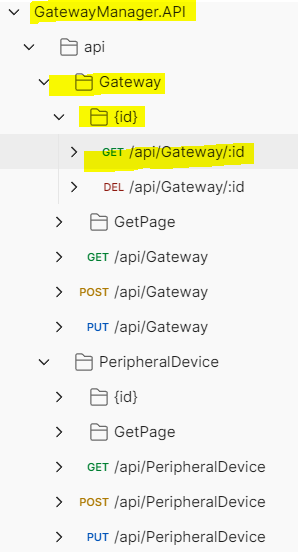 GatewayManager.API
api
Gateway
{id}
GET /api/Gateway/:id
DEL /api/Gateway/:id
GetPage
GET /api/Gateway
POST /api/Gateway
PUT /api/Gateway
PeripheralDevice
{id}
GetPage
GET /api/PeripheralDevice
POST /api/PeripheralDevice
PUT /api/PeripheralDevice